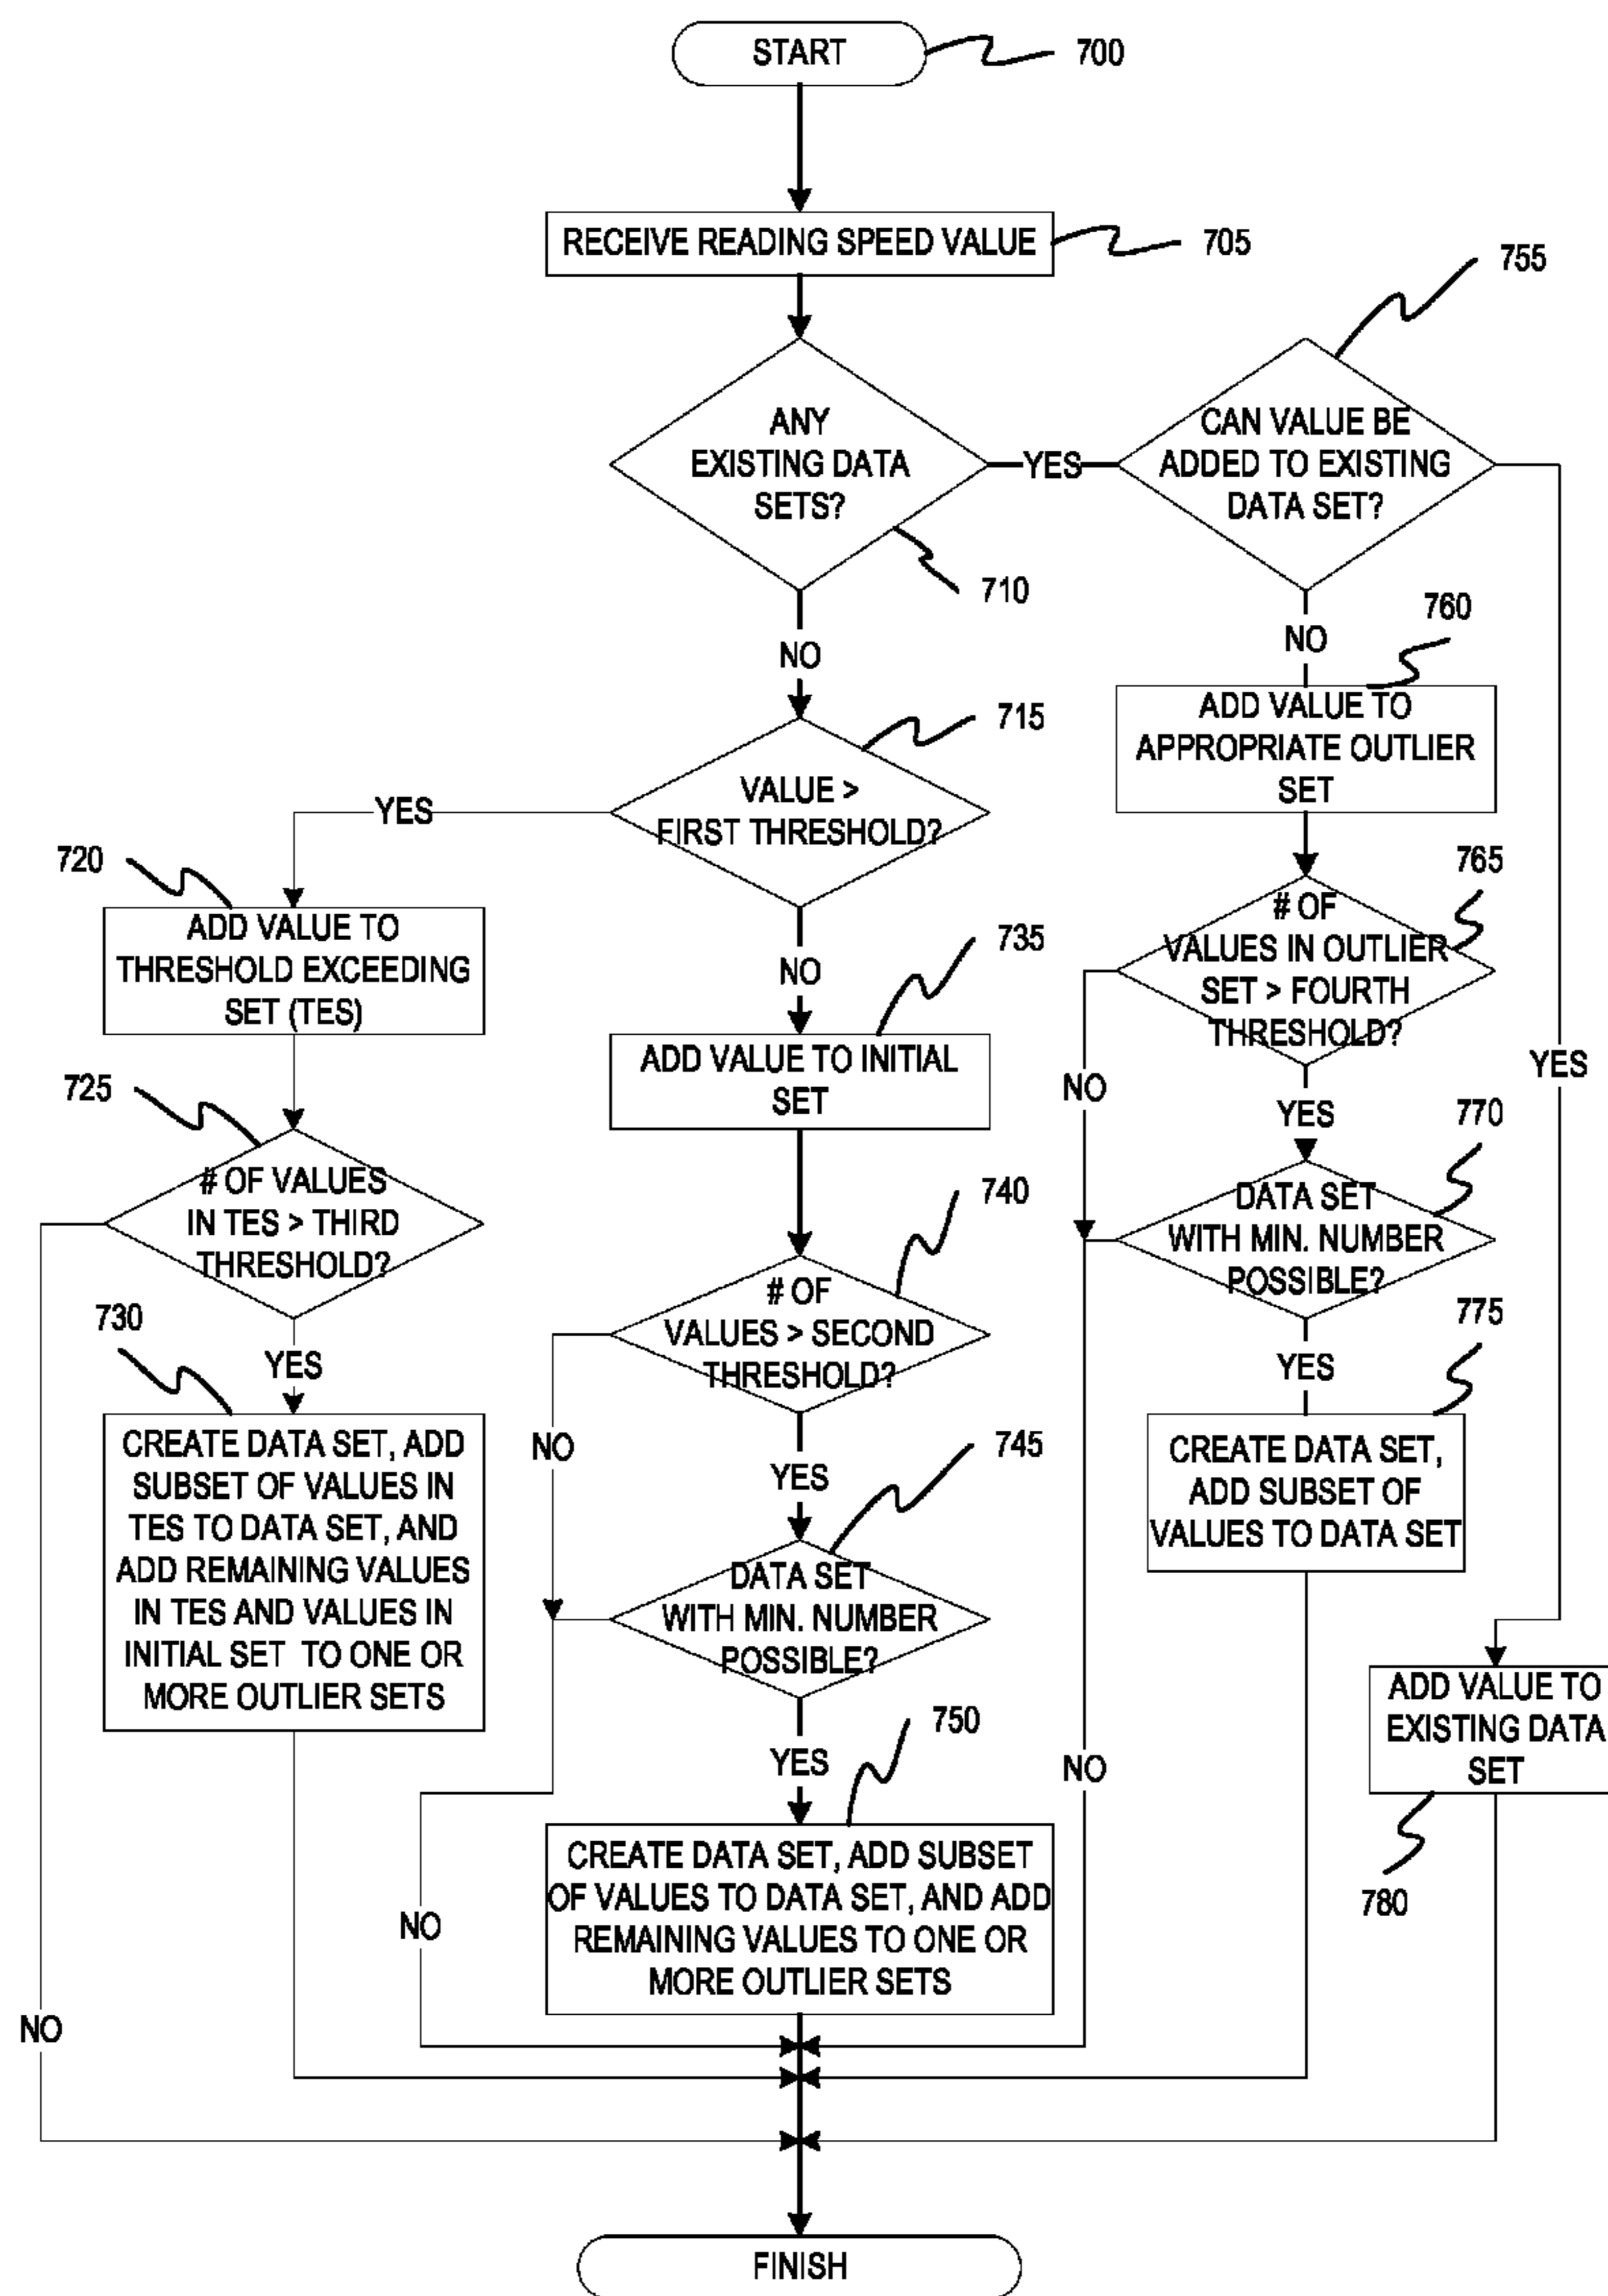 START
700
RECEIVE READING SPEED VALUE
705
755
ANY
EXISTING DATA
SETS?
YES
CAN VALUE BE
ADDED TO EXISTING
DATA SET?
710
NO
NO
760
715
ADD VALUE TO
APPROPRIATE OUTLIER
SET
VALUE >
FIRST THRESHOLD?
YES
720
ADD VALUE TO
THRESHOLD EXCEEDING
SET (TES)
NO
735
765
# OF
VALUES IN OUTLIER
SET > FOURTH
THRESHOLD?
YES
ADD VALUE TO INITIAL
SET
NO
YES
725
770
# OF VALUES
IN TES > THIRD
THRESHOLD?
740
DATA SET
WITH MIN. NUMBER
POSSIBLE?
730
# OF
VALUES > SECOND
THRESHOLD?
775
YES
YES
CREATE DATA SET, ADD
SUBSET OF VALUES IN
TES TO DATA SET, AND
ADD REMAINING VALUES
IN TES AND VALUES IN
INITIAL SET TO ONE OR
MORE OUTLIER SETS
NO
YES
745
CREATE DATA SET,
ADD SUBSET OF
VALUES TO DATA SET
DATA SET
WITH MIN. NUMBER
POSSIBLE?
750
YES
NO
ADD VALUE TO
EXISTING DATA
SET
780
CREATE DATA SET, ADD SUBSET
OF VALUES TO DATA SET, AND ADD
REMAINING VALUES TO ONE OR
MORE OUTLIER SETS
NO
NO
FINISH